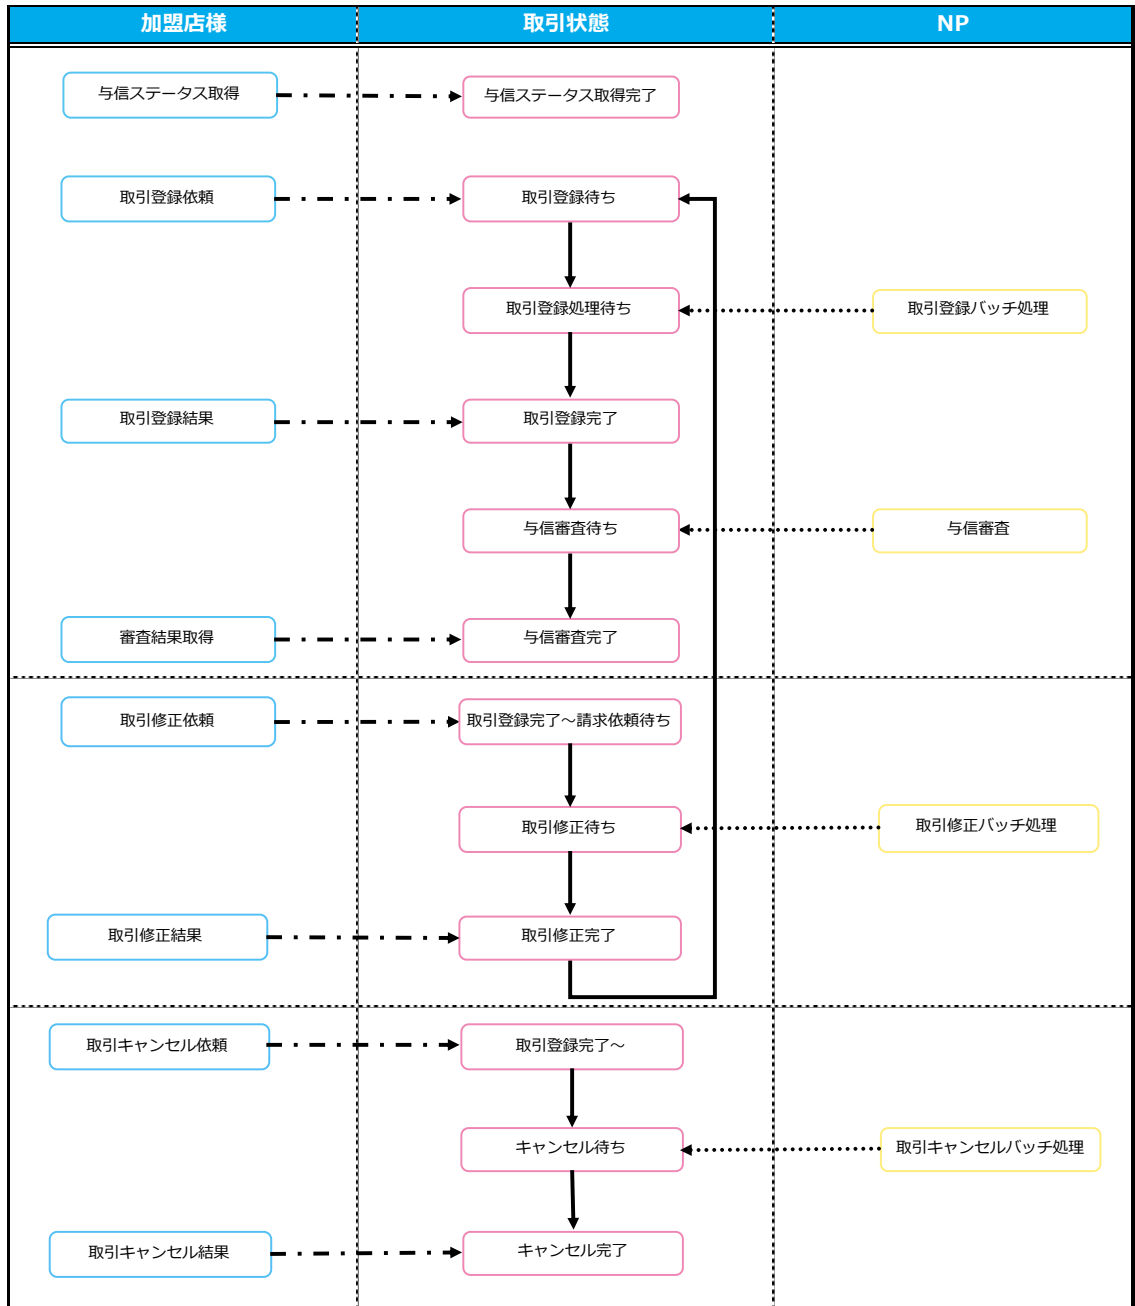 加盟店様
取引状態
NP
与信ステータス取得
与信ステータス取得完了
取引登録依頼
取引登録待ち
取引登録処理待ち
取引登録バッチ処理
取引登録結果
取引登録完了
与信審査待ち
与信審査
審査結果取得
与信審査完了
取引修正依頼
取引登録完了～請求依頼待ち
取引修正待ち
取引修正バッチ処理
取引修正結果
取引修正完了
取引キャンセル依頼
取引登録完了～
キャンセル待ち
取引キャンセルバッチ処理
取引キャンセル結果
キャンセル完了